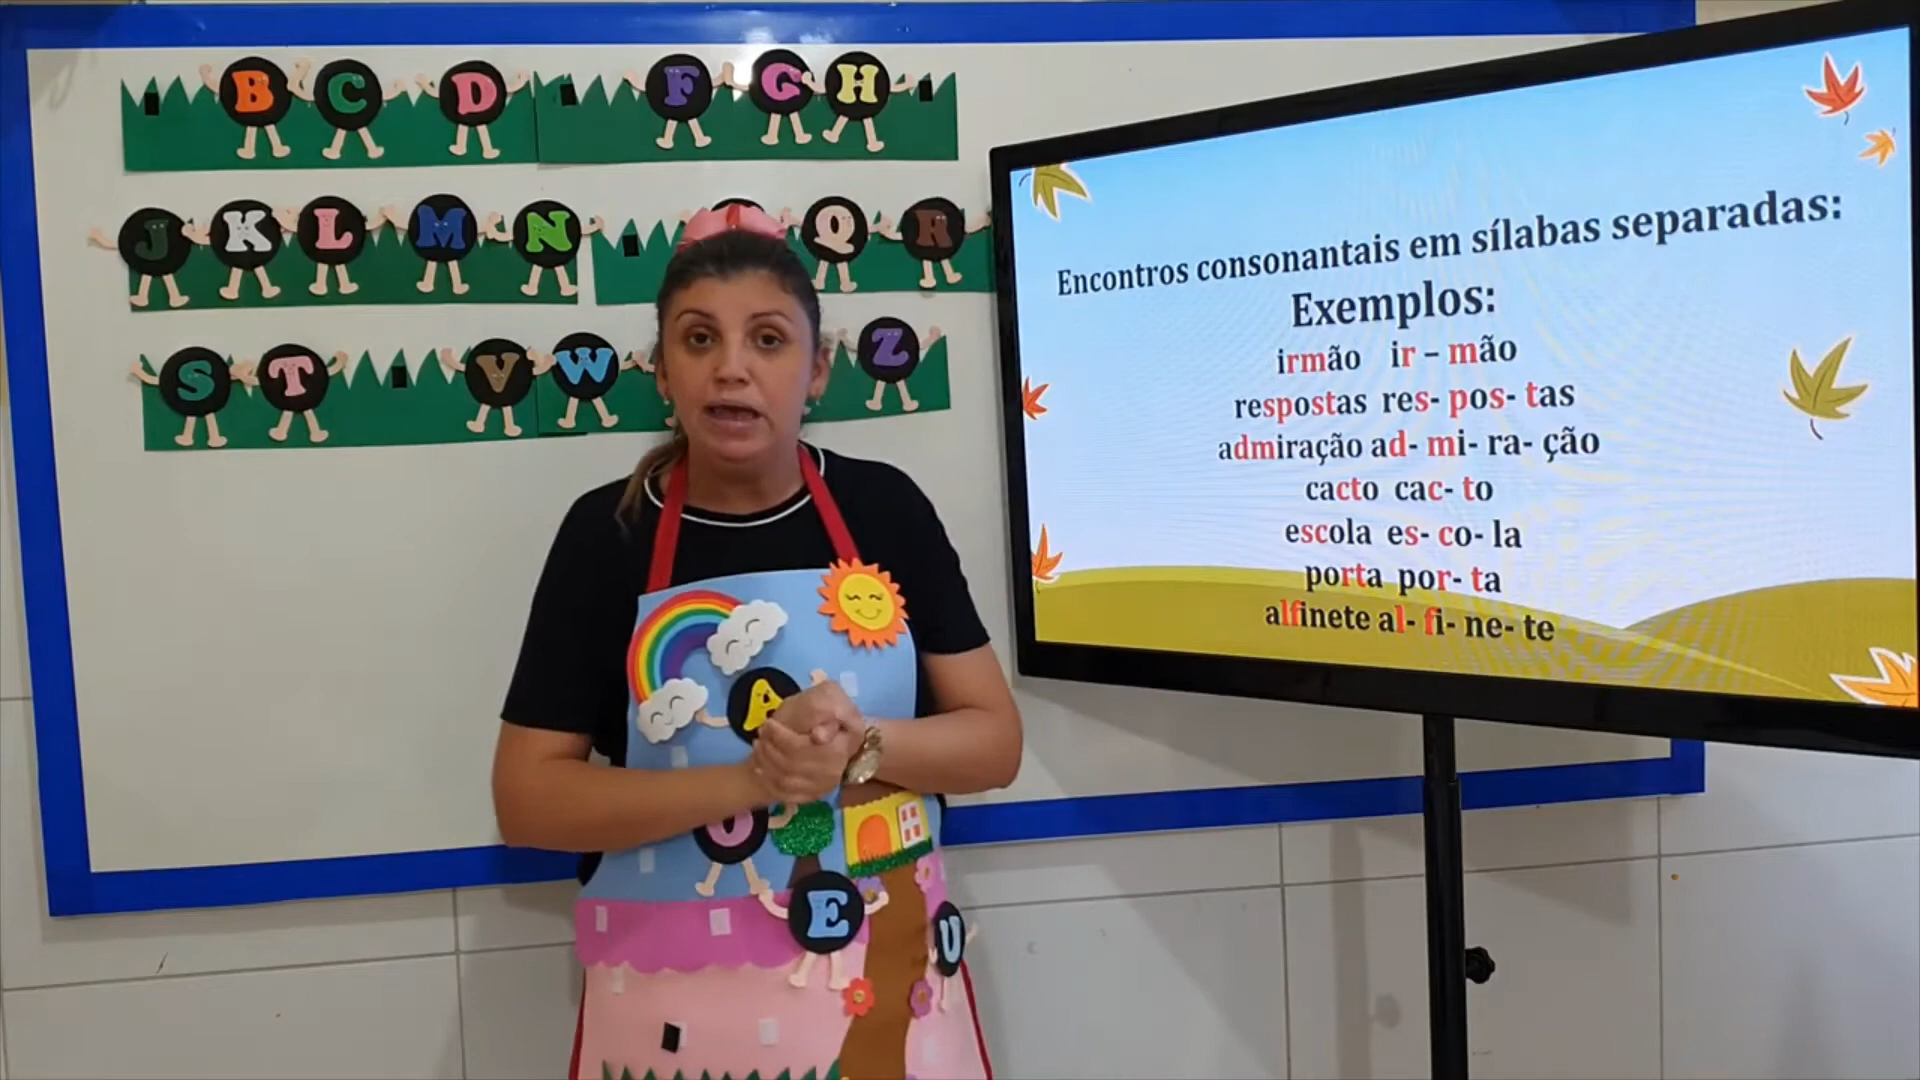 B C D F G H
J K L M N Q R
S T V W Z
A
O
E
U
Encontros consonantais em sílabas separadas:
Exemplos:
irmão ir – mão
respostas res- pos- tas
admiração ad- mi- ra- ção
cacto cac- to
escola es- co- la
porta por- ta
alfinete al- fi- ne- te